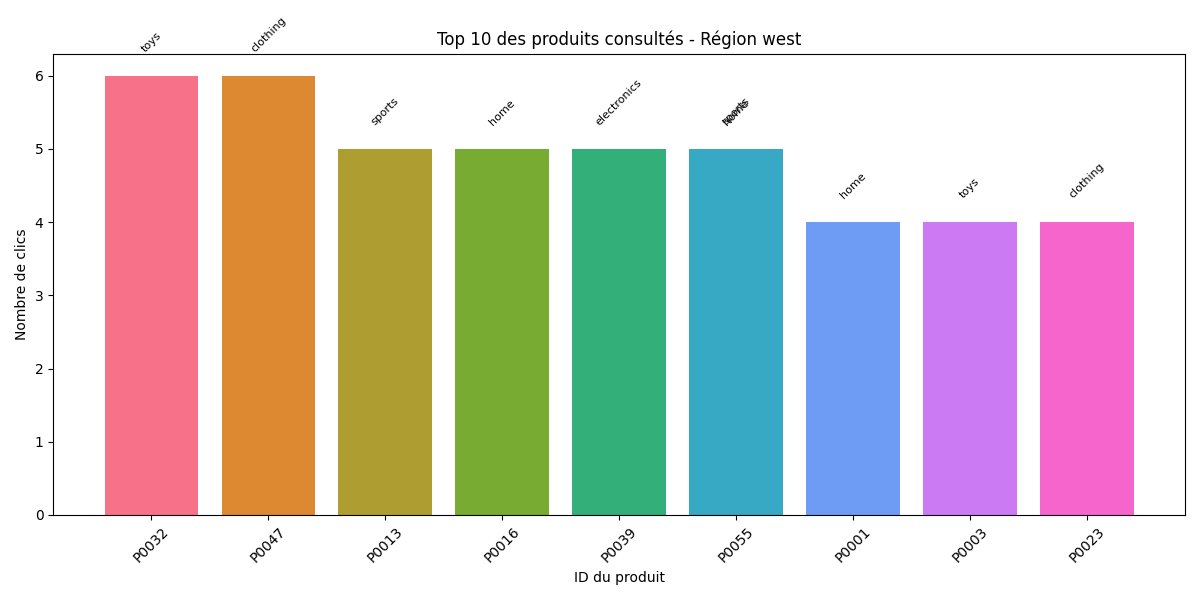 Top 10 des produits consultés - Région west
toys
clothing
sports
home
electronics
home
toys
clothing
Nombre de clics
6
5
4
3
2
1
0
P0032
P0047
P0013
P0016
P0039
P0055
P0001
P0003
P0023
ID du produit